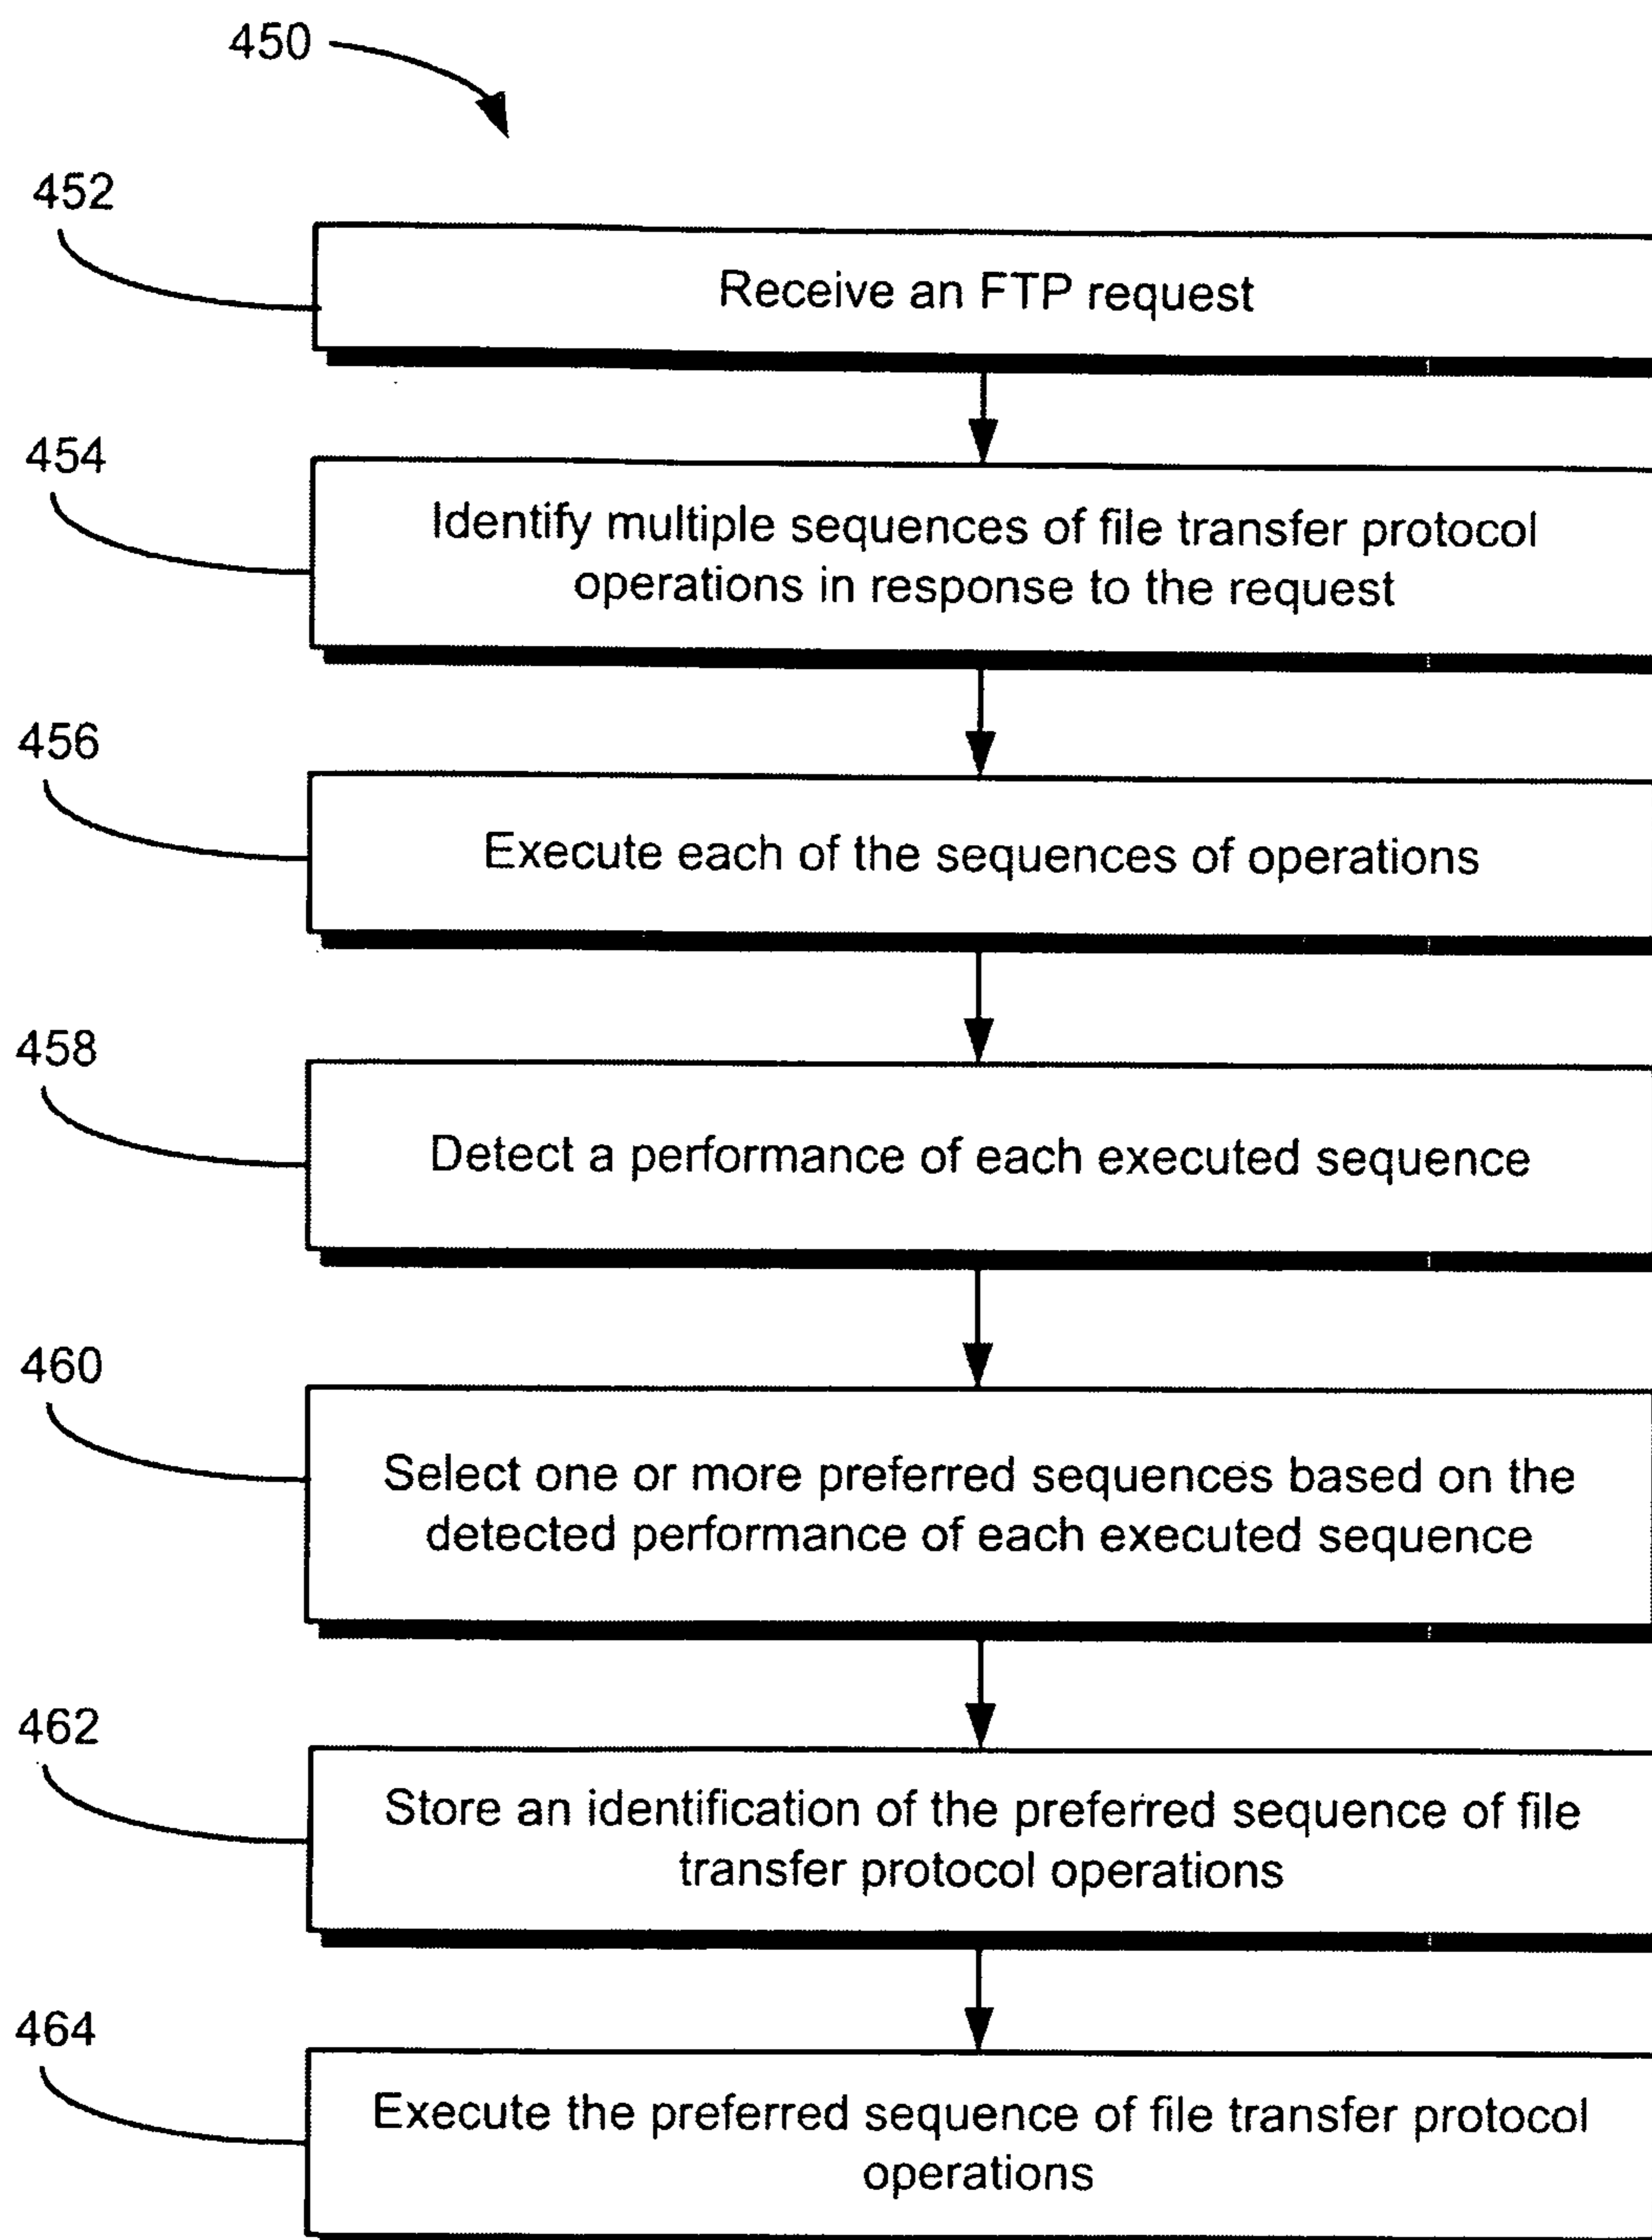 450
452
Receive an FTP request
454
Identify multiple sequences of file transfer protocol
operations in response to the request
456
Execute each of the sequences of operations
458
Detect a performance of each executed sequence
460
Select one or more preferred sequences based on the
detected performance of each executed sequence
462
Store an identification of the preferred sequence of file
transfer protocol operations
464
Execute the preferred sequence of file transfer protocol
operations